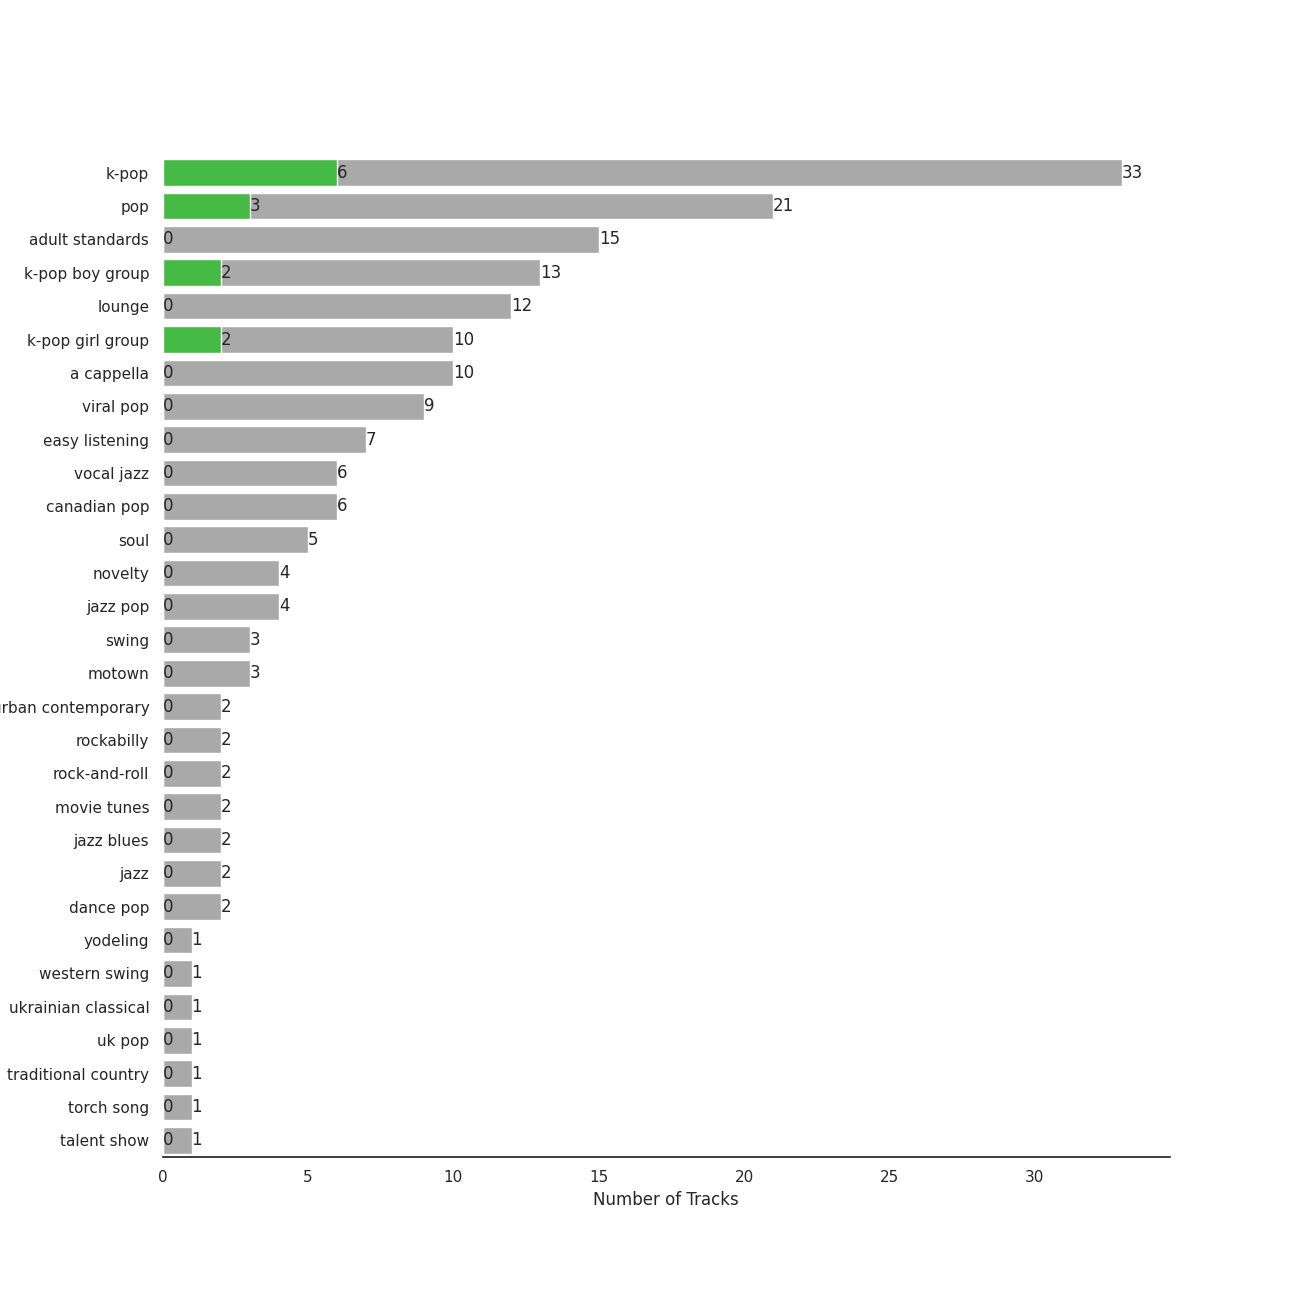 k-pop 6 33
pop 3 21
adult standards 0 15
k-pop boy group 2 13
lounge 0 12
k-pop girl group 2 10
a cappella 0 10
viral pop 0 9
easy listening 0 7
vocal jazz 0 6
canadian pop 0 6
soul 0 5
novelty 0 4
jazz pop 0 4
swing 0 3
motown 0 3
rban contemporary 0 2
rockabilly 0 2
rock-and-roll 0 2
movie tunes 0 2
jazz blues 0 2
jazz 0 2
dance pop 0 2
yodeling 0 1
western swing 0 1
ukrainian classical 0 1
uk pop 0 1
traditional country 0 1
torch song 0 1
talent show 0 1
0 5 10 15 20 25 30
Number of Tracks